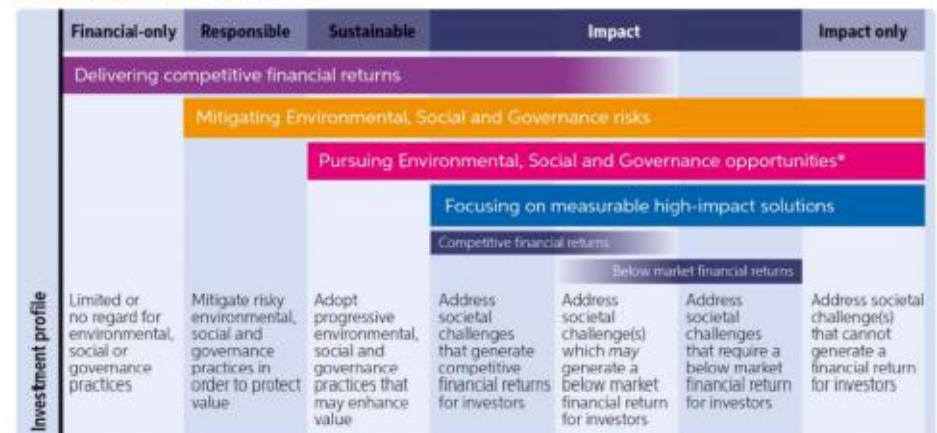 Financial-only
Responsible
Sustainable
Impact
Impact only
Delivering competitive financial returns
Mitigating Environmental, Social and Governance risks
Pursuing Environmental, Social and Governance opportunities*
Focusing on measurable high-impact solutions
Competitive financial returns
Below market financial returns
Investment profile
Limited or
no regard for
environmental,
social or
governance
practices
Mitigate risky
environmental,
social and
governance
practices in
order to protect
value
Adopt
progressive
environmental,
social and
governance
practices that
may enhance
value
Address
societal
challenges
that generate
competitive
financial returns
for investors
Address
societal
challenge(s)
which may
generate a
below market
financial return
for investors
Address
societal
challenges
that require a
below market
financial return
for investors
Address societal
challenge(s)
that cannot
generate a
financial return
for investors